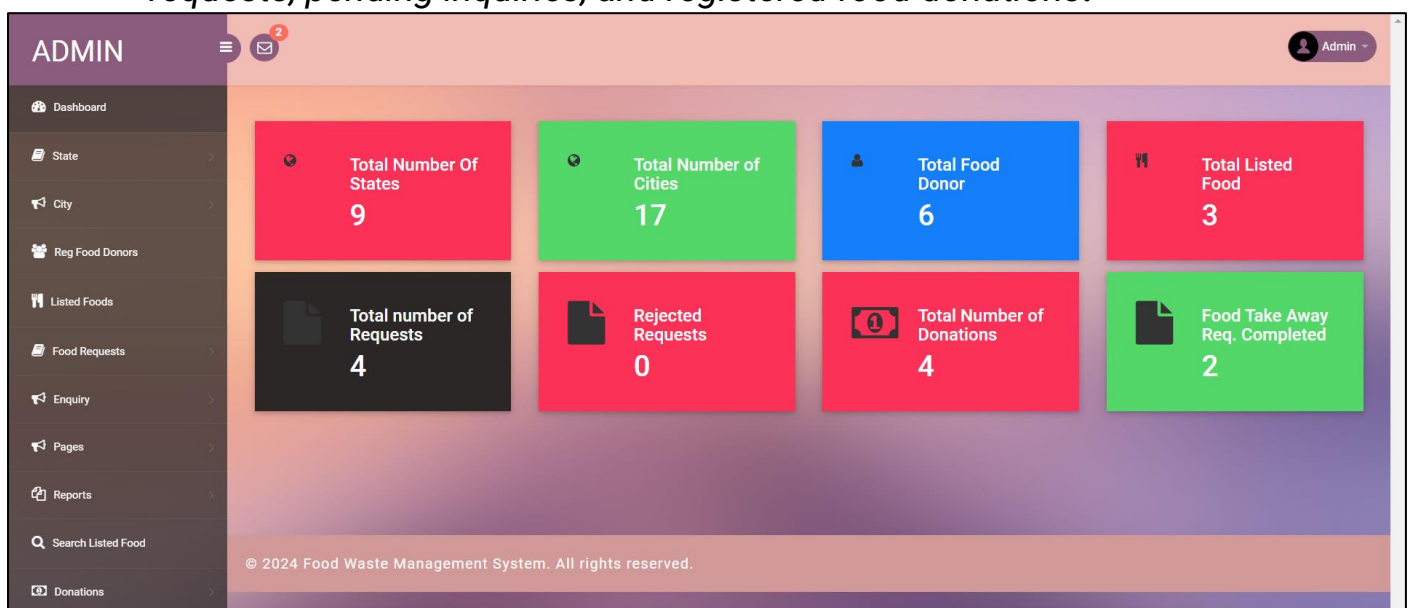 requests, pending inquiries, and registered food donations.
ADMIN
2
Admin
Dashboard
State
City
Reg Food Donors
Listed Foods
Food Requests
Enquiry
Pages
Reports
Search Listed Food
Donations
Total Number Of
States
9
Total Number of
Cities
17
Total Food
Donor
6
Total Listed
Food
3
Total number of
Requests
4
Rejected
Requests
0
1
Total Number of
Donations
4
Food Take Away
Req. Completed
2
© 2024 Food Waste Management System. All rights reserved.